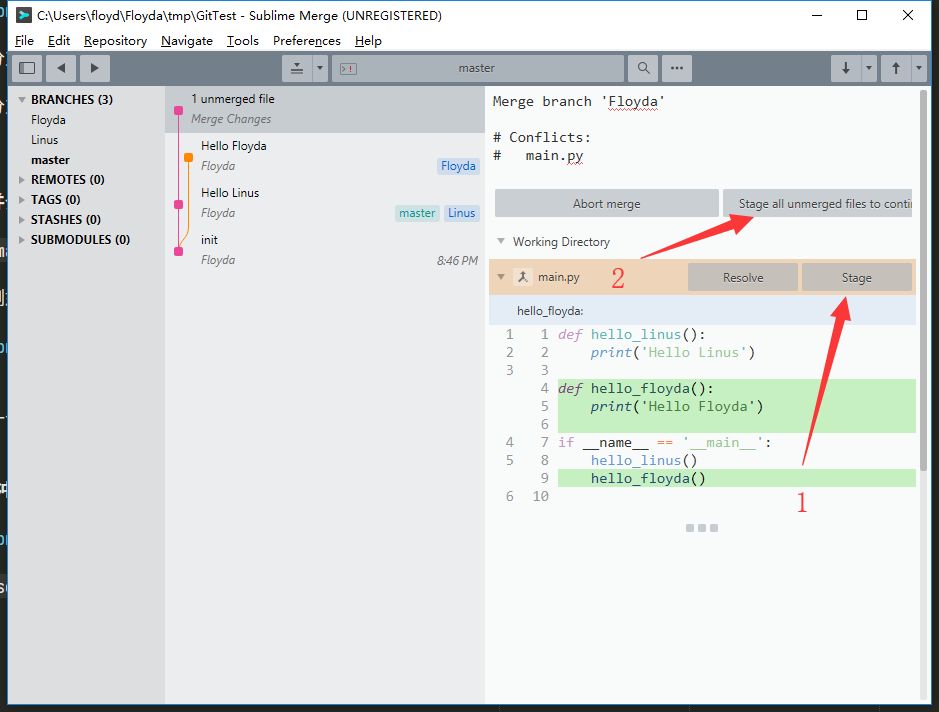 C:\Users\floyd\Floyda\tmp\GitTest - Sublime Merge (UNREGISTERED)
File Edit Repository Navigate Tools Preferences Help
master
BRANCHES (3)
Floyda
Linus
master
REMOTES (0)
TAGS (0)
STASHES (0)
SUBMODULES (0)
1 unmerged file
Merge Changes
Hello Floyda
Floyda Floyda
Hello Linus
Floyda master Linus
init
Floyda 8:46 PM
Merge branch 'Floyda'
# Conflicts:
# main.py
Abort merge Stage all unmerged files to contin
Working Directory
main.py 2 Resolve Stage
hello_floyda:
1 1 def hello_linus():
2 2 print('Hello Linus')
3 3
4 def hello_floyda():
5 print('Hello Floyda')
6
4 7 if __name__ == '__main__':
5 8 hello_linus()
9 hello_floyda()
6 10
1